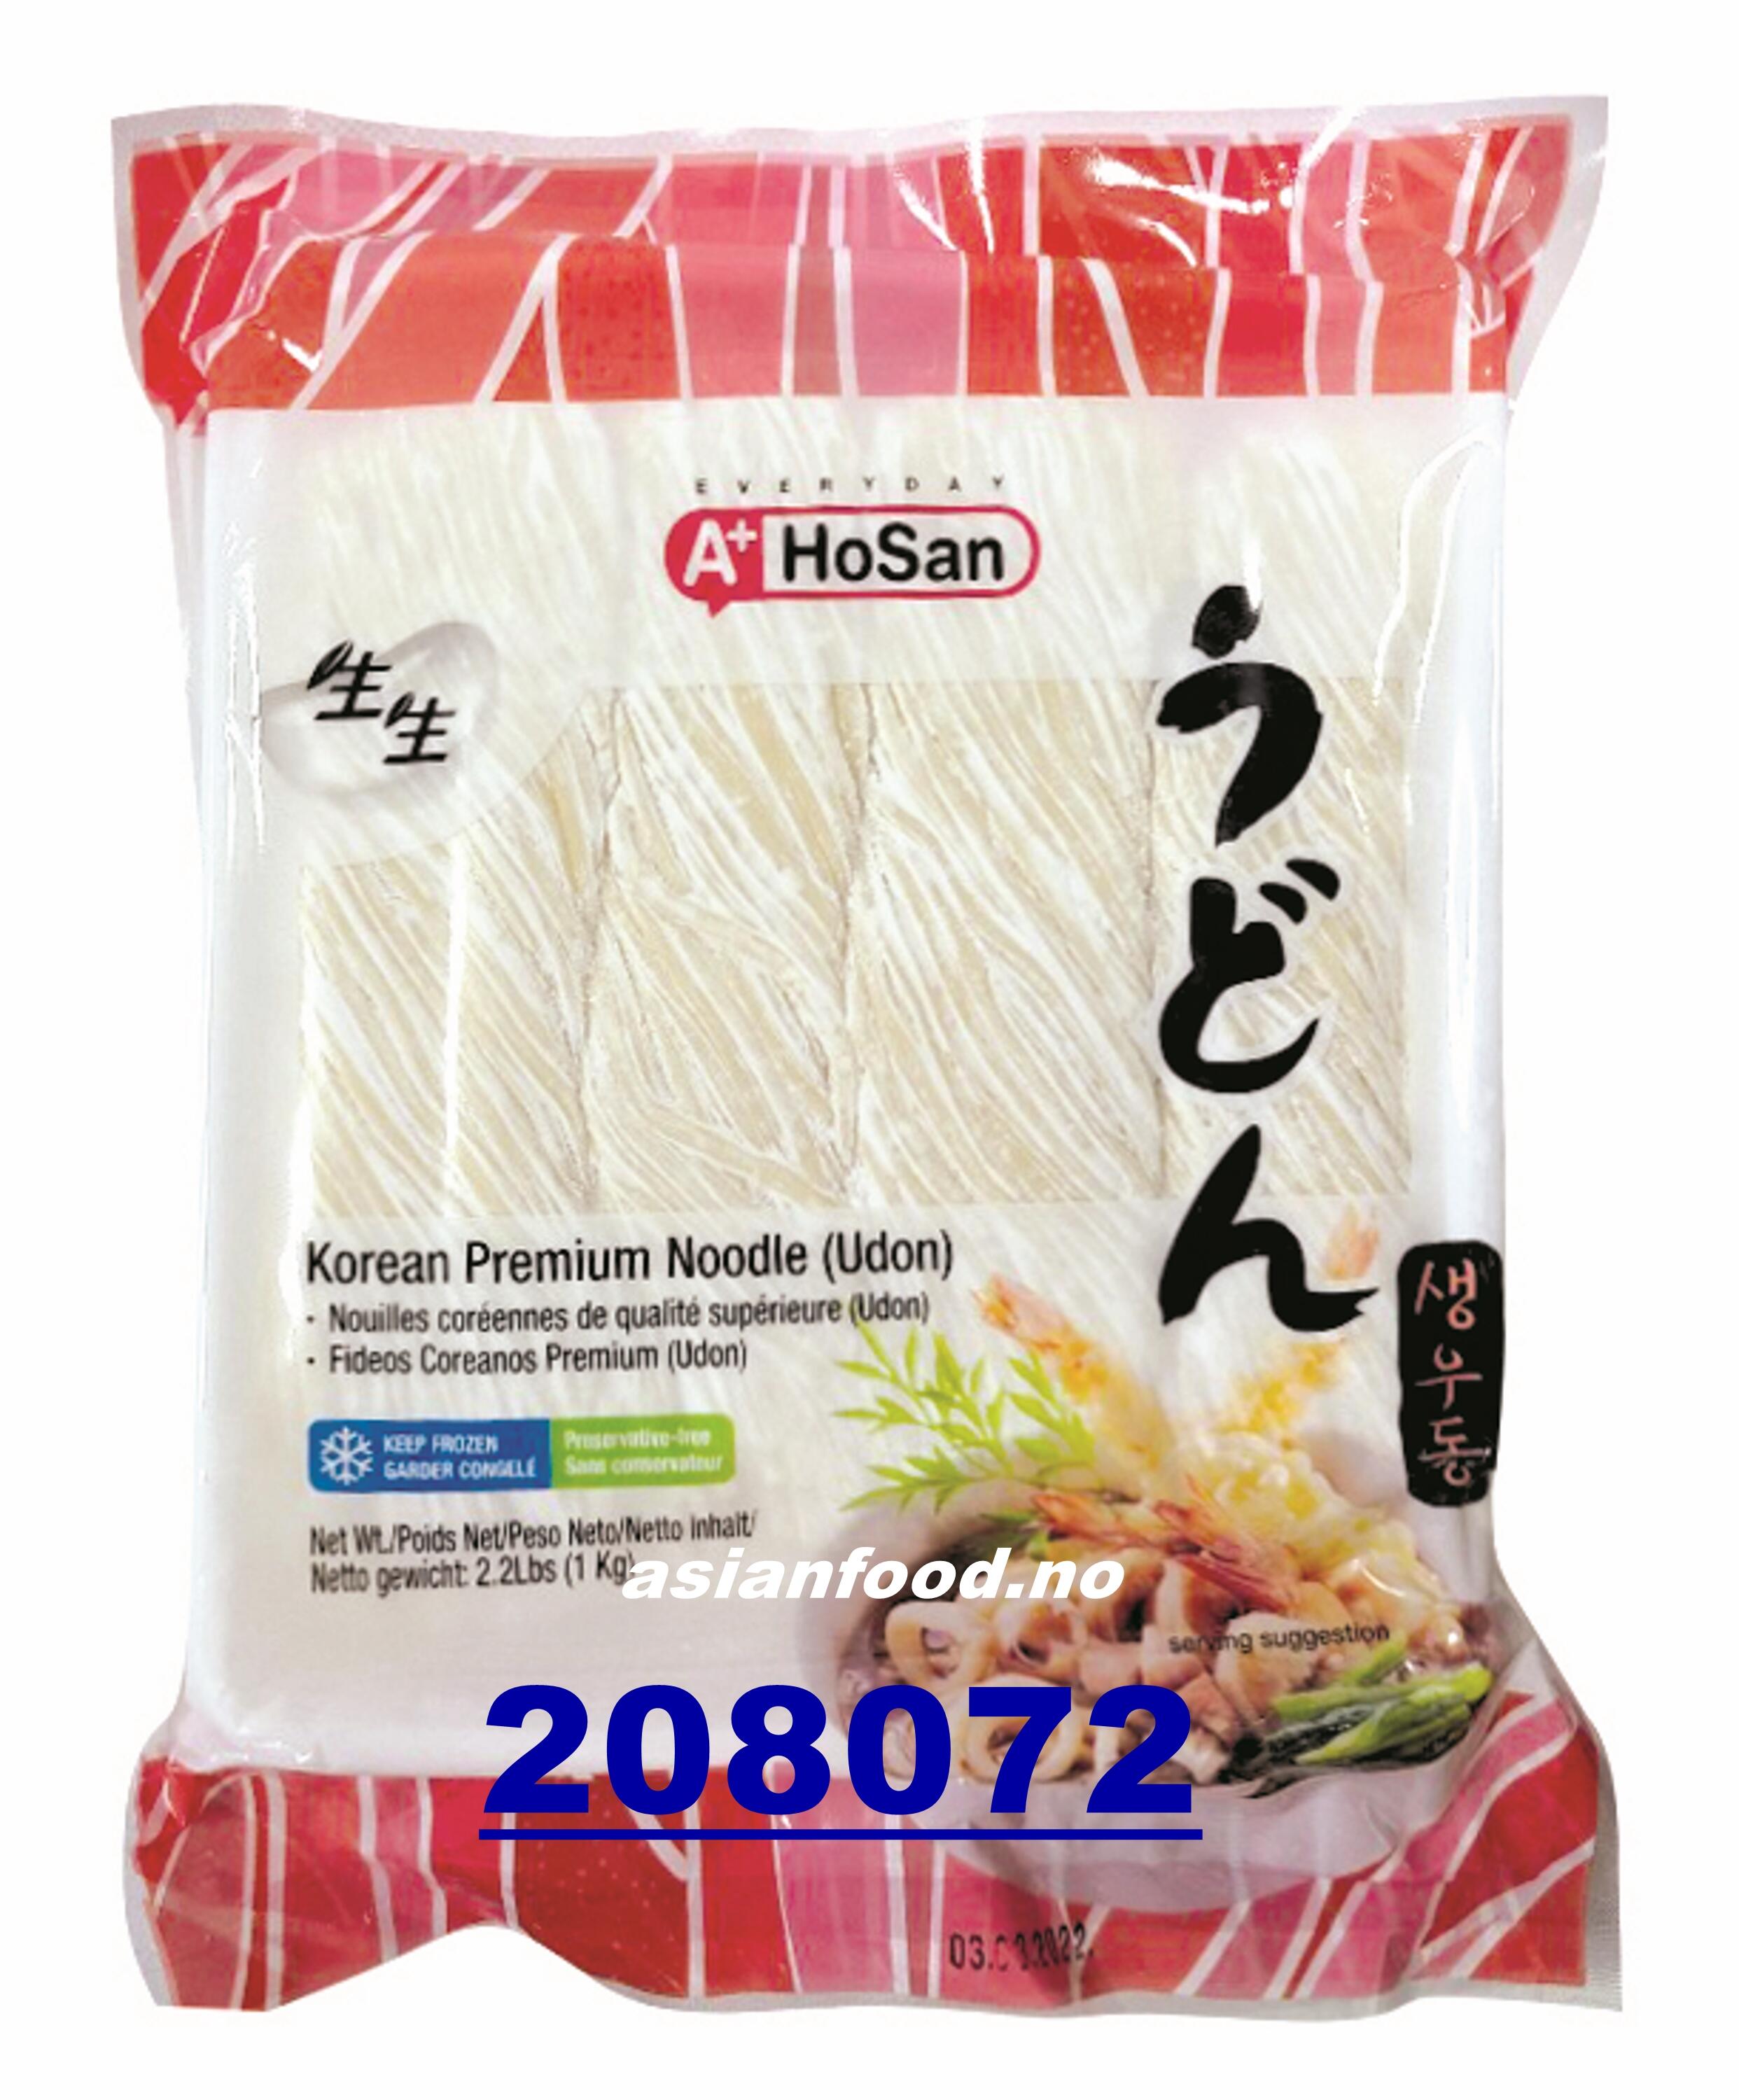 EVERYDAY
A+ HoSan
生生
うどん
Korean Premium Noodle (Udon)
· Nouilles coréennes de qualité supérieure (Udon)
· Fideos Coreanos Premium (Udon)
생우동
KEEP FROZEN
GARDER CONGELÉ
Preservative-free
Sans conservateur
Net Wt./Poids Net/Peso Neto/Netto Inhalt/
Netto gewicht: 2.2Lbs (1 Kg)
asianfood.no
serving suggestion
208072